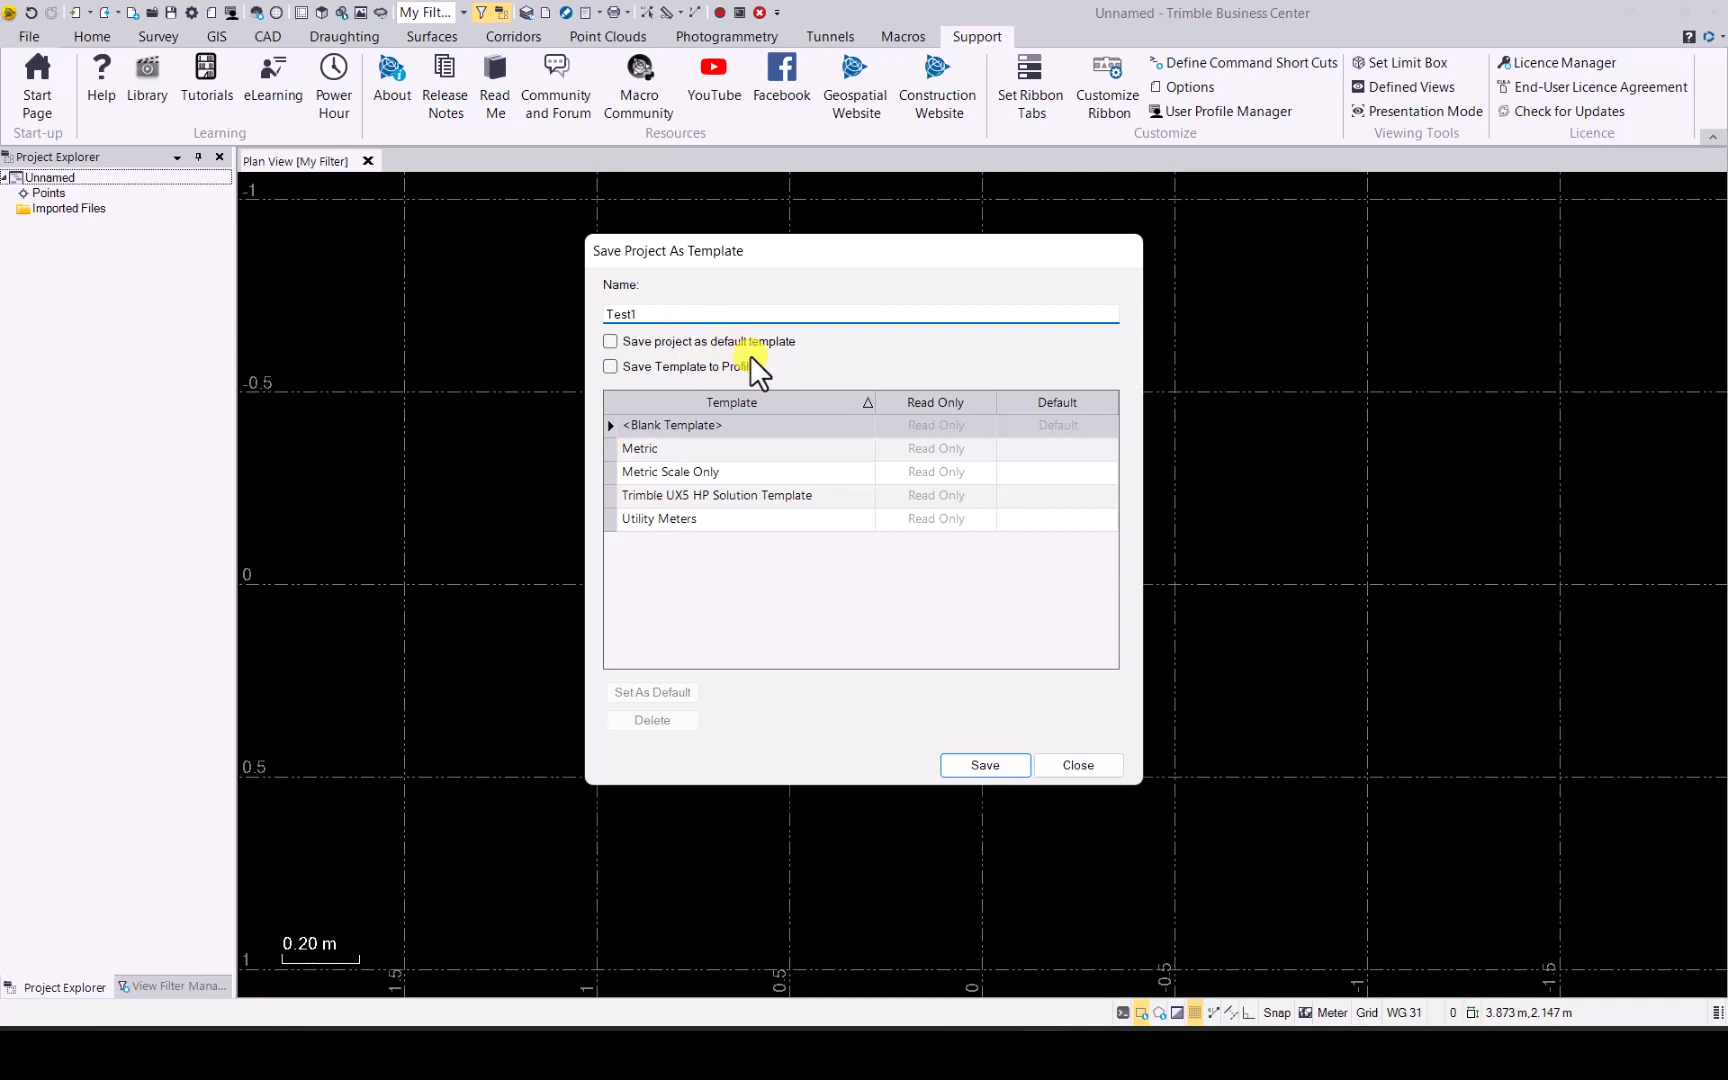 My Filt...
Unnamed - Trimble Business Center
File Home Survey GIS CAD Draughting Surfaces Corridors Point Clouds Photogrammetry Tunnels Macros Support
Start Page
Help
Library
Tutorials
eLearning
Power Hour
About
Release Notes
Read Me
Community and Forum
Macro Community
YouTube
Facebook
Geospatial Website
Construction Website
Set Ribbon Tabs
Customize Ribbon
Define Command Short Cuts
Options
User Profile Manager
Set Limit Box
Defined Views
Presentation Mode
Licence Manager
End-User Licence Agreement
Check for Updates
Start-up Learning Resources Customize Viewing Tools Licence
Project Explorer
Unnamed
Points
Imported Files
Plan View [My Filter]
-1
-0.5
0
0.5
1
Save Project As Template
Name:
Test1
Save project as default template
Save Template to
Template Read Only Default
<Blank Template> Read Only Default
Metric Read Only
Metric Scale Only Read Only
Trimble UX5 HP Solution Template Read Only
Utility Meters Read Only
Set As Default
Delete
Save Close
0.20 m
1 0.5 0 -0.5 -1
Project Explorer View Filter Mana...
Snap Meter Grid WG 31 0 3.873 m,2.147 m